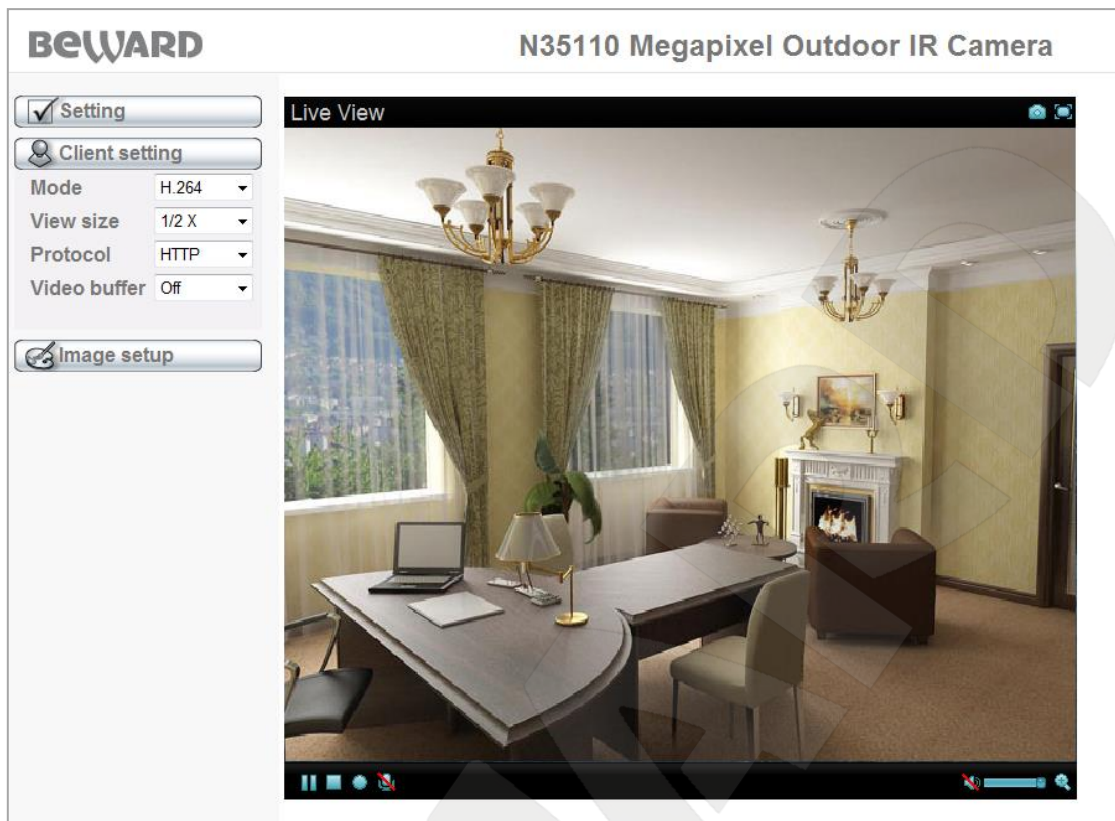 BEWARD
N35110 Megapixel Outdoor IR Camera
Setting
Client setting
Mode H.264
View size 1/2 X
Protocol HTTP
Video buffer Off
Image setup
Live View